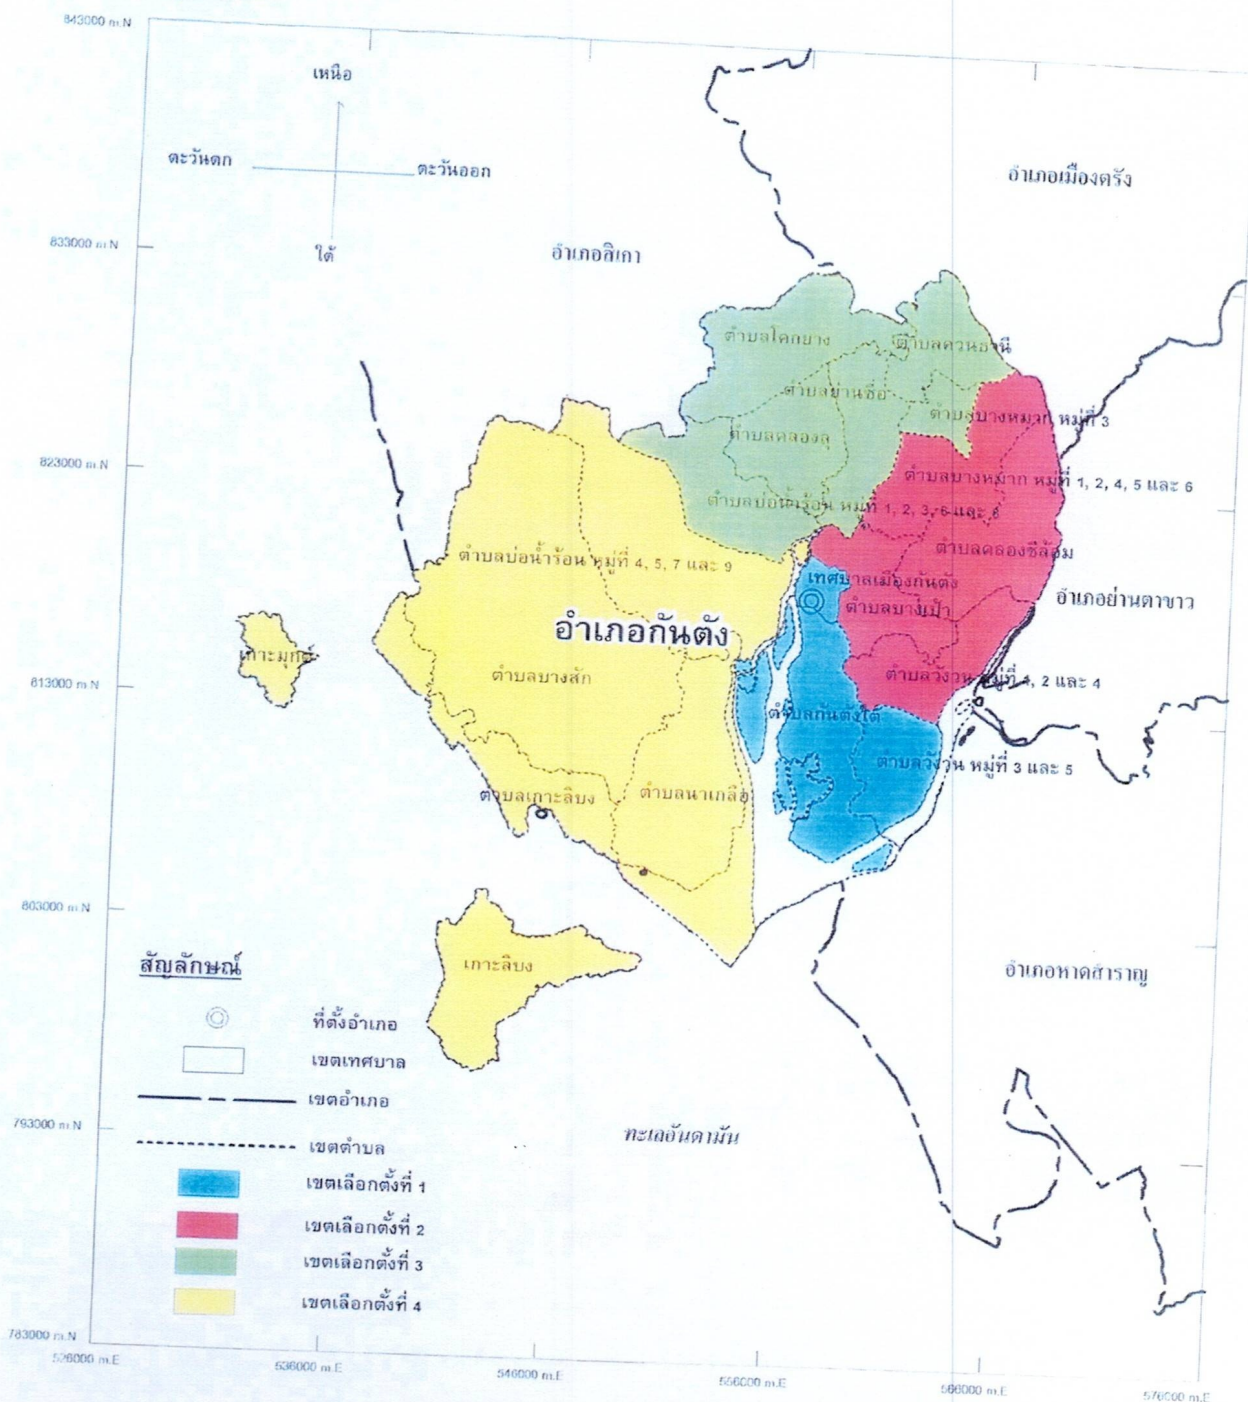 843000 m.N
เหนือ
ตะวันตก
ตะวันออก
อำเภอเมืองตรัง
833000 m.N
ใต้
อำเภอสิเกา
ตำบลโคกยาง
ตำบลควนธานี
ตำบลย่านซื่อ
ตำบลบางหมาก หมู่ที่ 3
ตำบลคลองลุ
823000 m.N
ตำบลบางหมาก หมู่ที่ 1, 2, 4, 5 และ 6
ตำบลบ่อน้ำร้อน หมู่ที่ 1, 2, 3, 6 และ 8
ตำบลคลองชีล้อม
ตำบลบ่อน้ำร้อน หมู่ที่ 4, 5, 7 และ 9
เทศบาลเมืองกันตัง
อำเภอย่านตาขาว
ตำบลบางเป้า
อำเภอกันตัง
เกาะมุกต์
813000 m.N
ตำบลบางสัก
ตำบลวังวน หมู่ที่ 1, 2 และ 4
ตำบลกันตังใต้
ตำบลวังวน หมู่ที่ 3 และ 5
ตำบลเกาะลิบง
ตำบลนาเกลือ
803000 m.N
สัญลักษณ์
เกาะลิบง
อำเภอหาดสำราญ
ที่ตั้งอำเภอ
เขตเทศบาล
เขตอำเภอ
793000 m.N
ทะเลอันดามัน
เขตตำบล
เขตเลือกตั้งที่ 1
เขตเลือกตั้งที่ 2
เขตเลือกตั้งที่ 3
เขตเลือกตั้งที่ 4
783000 m.N
526000 m.E
536000 m.E
546000 m.E
556000 m.E
566000 m.E
576000 m.E